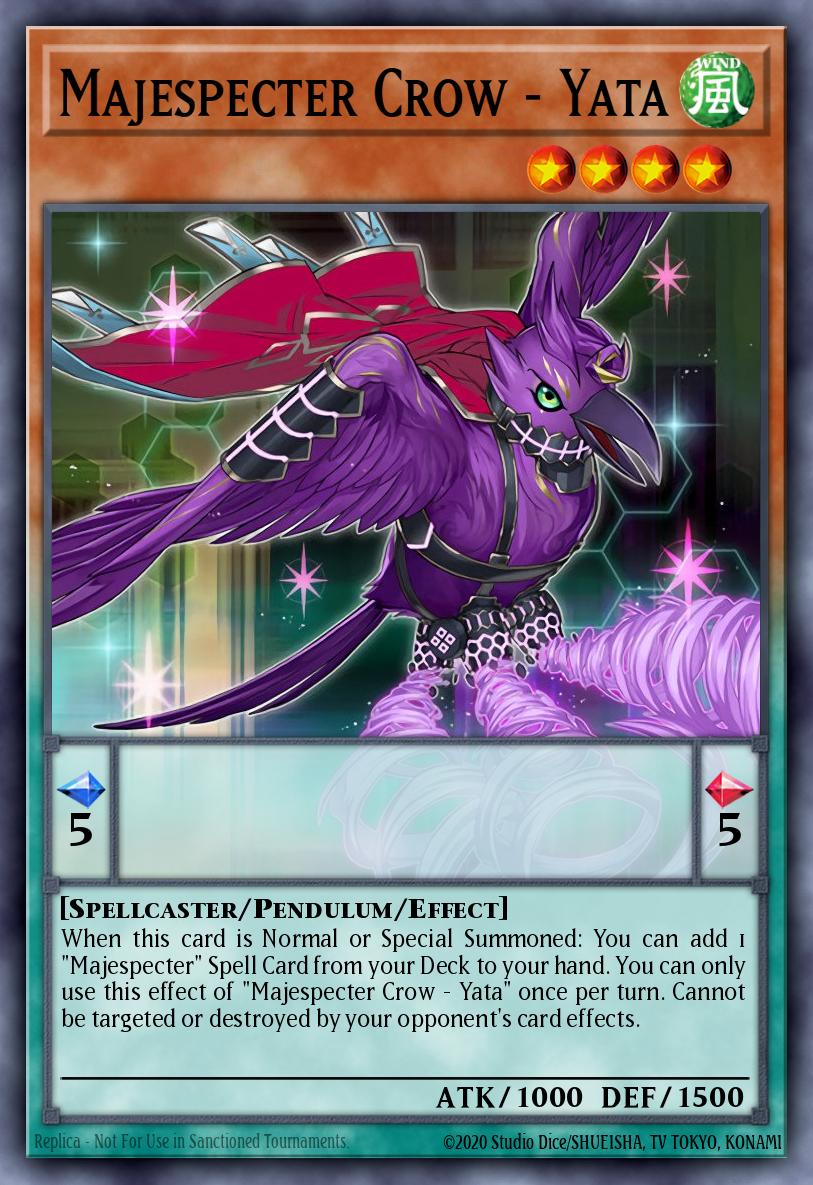 Majespecter Crow - Yata
WIND
風
5
5
[Spellcaster/Pendulum/Effect]
When this card is Normal or Special Summoned: You can add 1
"Majespecter" Spell Card from your Deck to your hand. You can only
use this effect of "Majespecter Crow - Yata" once per turn. Cannot
be targeted or destroyed by your opponent's card effects.
ATK/1000 DEF/1500
Replica - Not For Use in Sanctioned Tournaments.
©2020 Studio Dice/SHUEISHA, TV TOKYO, KONAMI